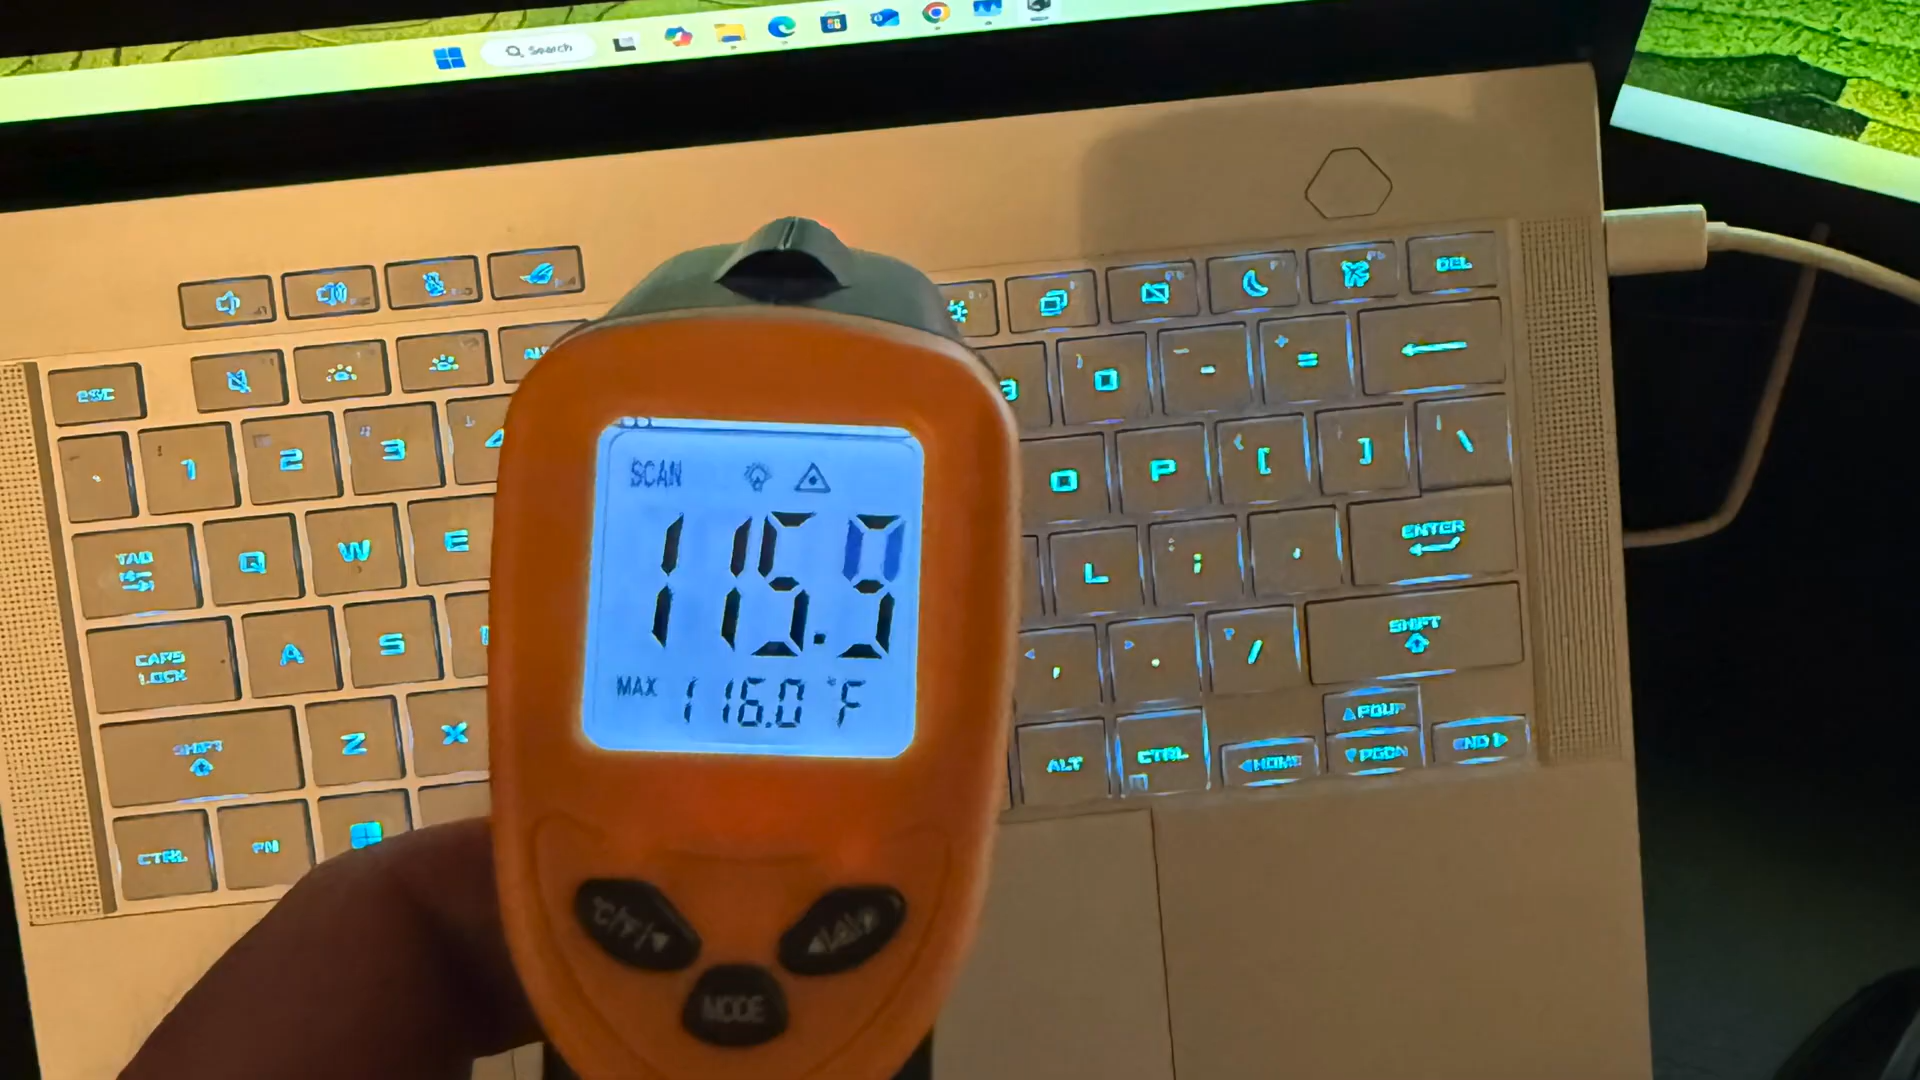 Search
ESC
1
2
3
4
TAB
Q
W
E
CAPS
LOCK
A
S
SHIFT
Z
X
CTRL
FN
SCAN
115.9
MAX 116.0 °F
°C/°F/▼
MODE
DEL
0
-
+
=
O
P
[
]
\
L
;
ENTER
,
.
?
/
SHIFT
ALT
CTRL
HOME
PGUP
PGDN
END